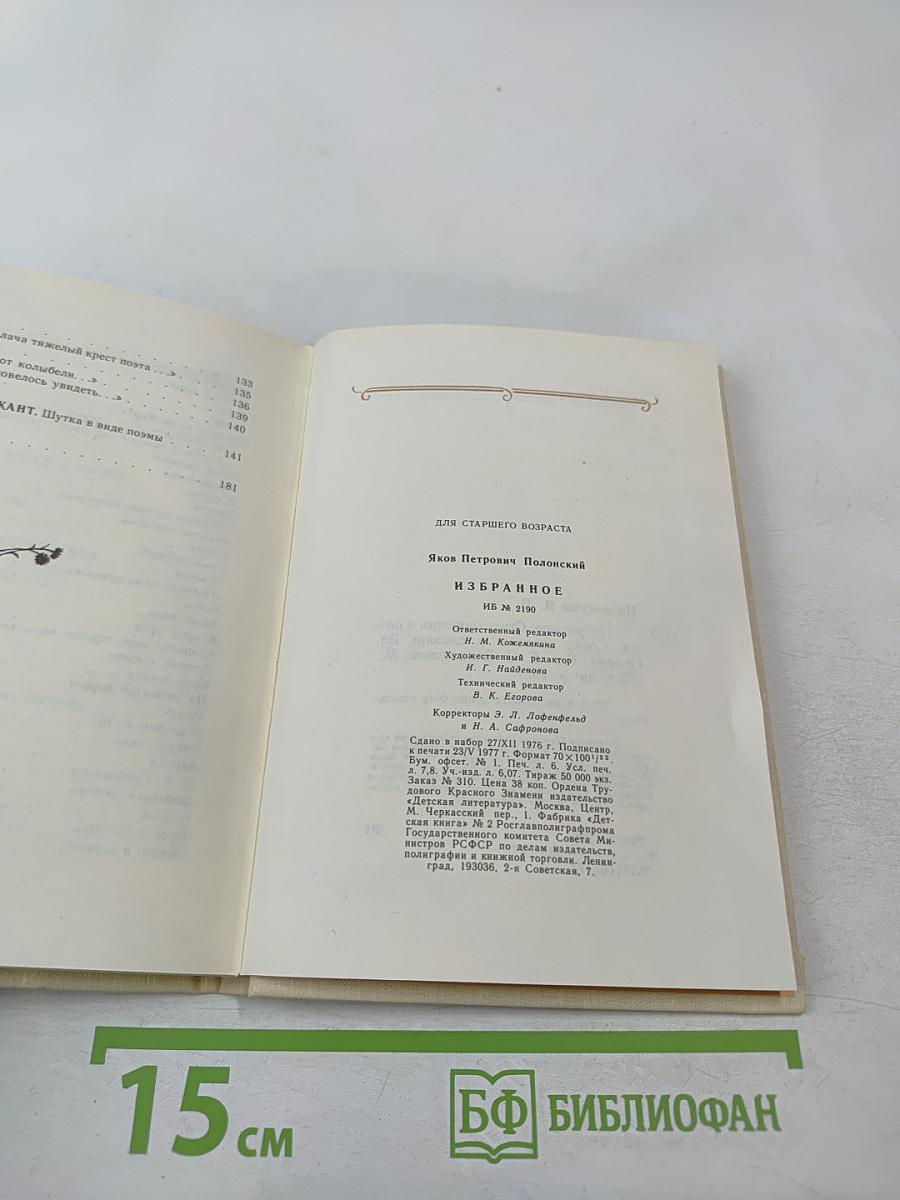 тяжелый крест поэта . . .» . . . . 133
от колыбели. . .» . . . . 135
увидеть. . .» . . . . 136
139
КАНТ. Шутка в виде поэмы . . . . 140
141
181
ДЛЯ СТАРШЕГО ВОЗРАСТА
Яков Петрович Полонский
ИЗБРАННОЕ
ИБ № 2190
Ответственный редактор
Н. М. Кожемякина
Художественный редактор
И. Г. Найденова
Технический редактор
В. К. Егорова
Корректоры Э. Л. Лофенфельд
и Н. А. Сафронова
Сдано в набор 27/XII 1976 г. Подписано
к печати 23/V 1977 г. Формат 70×100¹/₃₂.
Бум. офсет. № 1. Печ. л. 6. Усл. печ.
л. 7,8. Уч.-изд. л. 6,07. Тираж 50 000 экз.
Заказ № 310. Цена 38 коп. Ордена Тру-
дового Красного Знамени издательство
«Детская литература». Москва, Центр,
М. Черкасский пер., 1. Фабрика «Дет-
ская книга» № 2 Росглавполиграфпрома
Государственного комитета Совета Ми-
нистров РСФСР по делам издательств,
полиграфии и книжной торговли. Ленин-
град, 193036, 2-я Советская, 7.
15 см
БФ БИБЛИОФАН